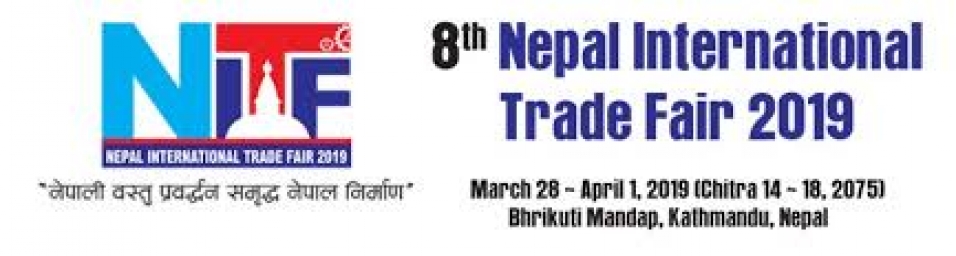 NITF
NEPAL INTERNATIONAL TRADE FAIR 2019
"नेपाली वस्तु प्रवर्द्धन समृद्ध नेपाल निर्माण"
8th Nepal International
Trade Fair 2019
March 28 ~ April 1, 2019 (Chitra 14 ~ 18, 2075)
Bhrikuti Mandap, Kathmandu, Nepal